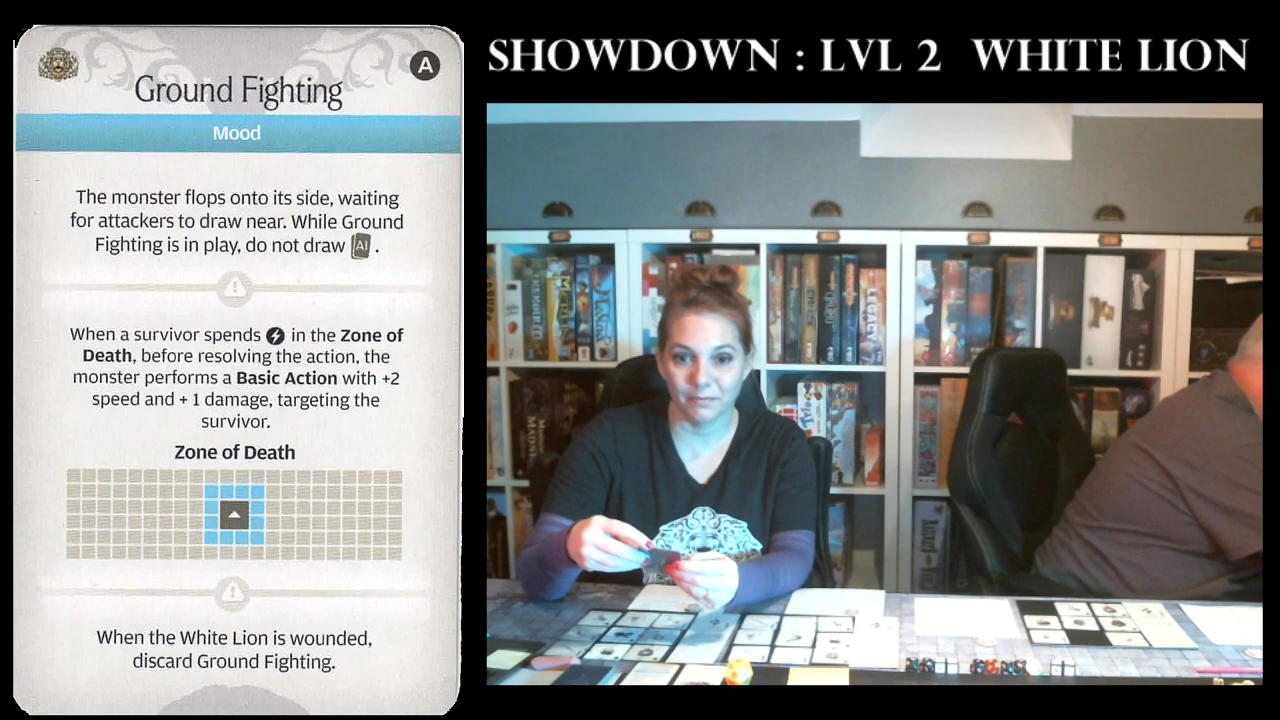 SHOWDOWN : LVL 2 WHITE LION
A
Ground Fighting
Mood
The monster flops onto its side, waiting
for attackers to draw near. While Ground
Fighting is in play, do not draw AI .
When a survivor spends in the Zone of
Death, before resolving the action, the
monster performs a Basic Action with +2
speed and + 1 damage, targeting the
survivor.
Zone of Death
When the White Lion is wounded,
discard Ground Fighting.
LEGACY